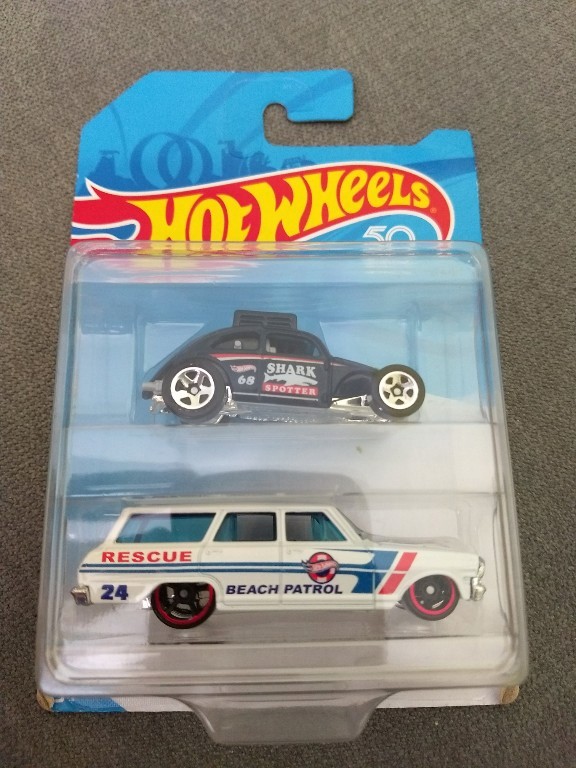 HOT WHEELS
50
68
SHARK
SPOTTER
RESCUE
24
BEACH PATROL